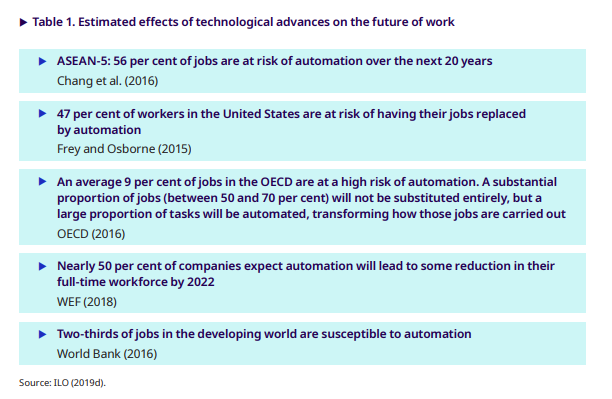 ▶ Table 1. Estimated effects of technological advances on the future of work
▶ ASEAN-5: 56 per cent of jobs are at risk of automation over the next 20 years
Chang et al. (2016)
▶ 47 per cent of workers in the United States are at risk of having their jobs replaced
by automation
Frey and Osborne (2015)
▶ An average 9 per cent of jobs in the OECD are at a high risk of automation. A substantial
proportion of jobs (between 50 and 70 per cent) will not be substituted entirely, but a
large proportion of tasks will be automated, transforming how those jobs are carried out
OECD (2016)
▶ Nearly 50 per cent of companies expect automation will lead to some reduction in their
full-time workforce by 2022
WEF (2018)
▶ Two-thirds of jobs in the developing world are susceptible to automation
World Bank (2016)
Source: ILO (2019d).